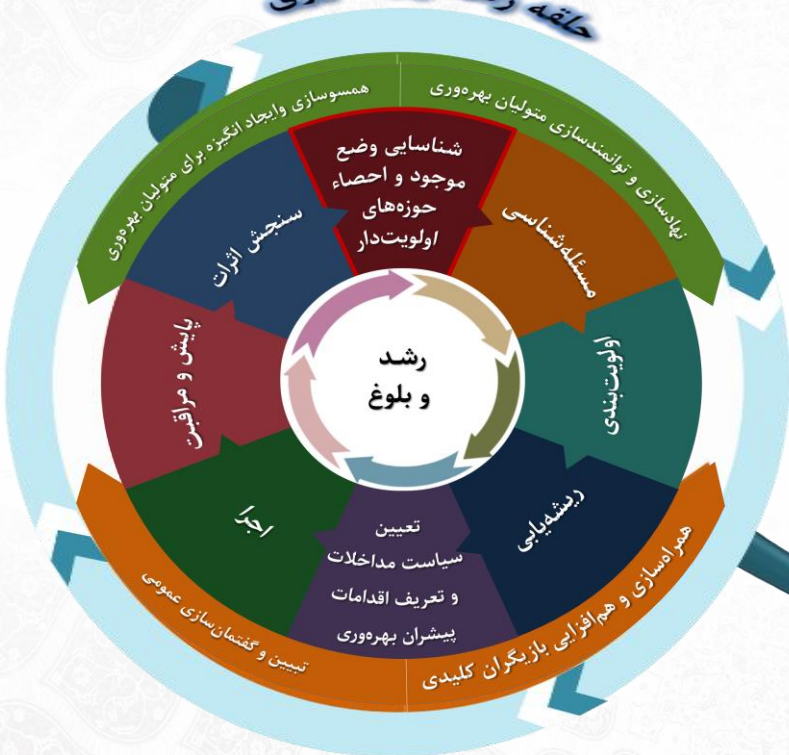 حلقه
نهادسازی و توانمندسازی متولیان بهره‌وری
همسوسازی وایجاد انگیزه برای متولیان بهره‌وری
شناسایی وضع
موجود و احصاء
حوزه‌های
اولویت‌دار
مسئله‌شناسی
اولویت‌بندی
ریشه‌یابی
تعیین
سیاست مداخلات
و تعریف اقدامات
پیشران بهره‌وری
اجرا
پایش و مراقبت
سنجش اثرات
رشد
و بلوغ
همراه‌سازی و هم‌افزایی بازیگران کلیدی
تبیین و گفتمان‌سازی عمومی